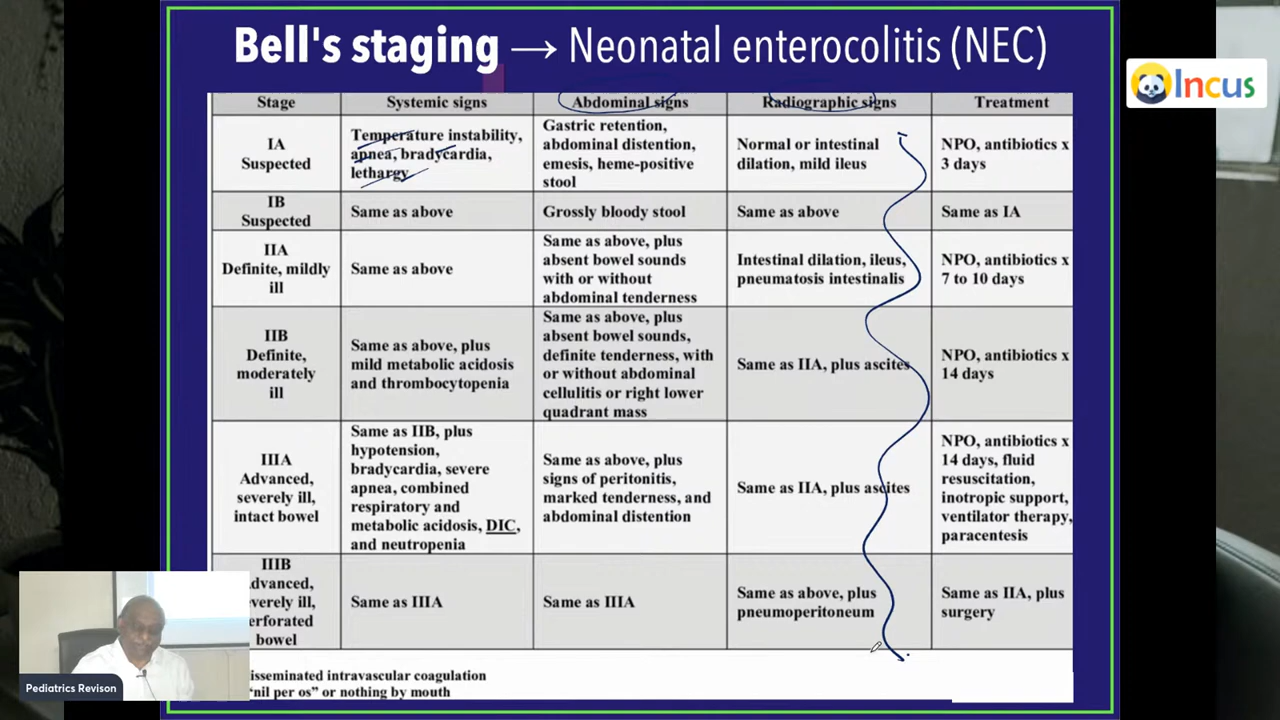 Bell's staging → Neonatal enterocolitis (NEC)
Incus
Stage
Systemic signs
Abdominal signs
Radiographic signs
Treatment
IA
Suspected
Temperature instability,
apnea, bradycardia,
lethargy
Gastric retention,
abdominal distention,
emesis, heme-positive
stool
Normal or intestinal
dilation, mild ileus
NPO, antibiotics x
3 days
IB
Suspected
Same as above
Grossly bloody stool
Same as above
Same as IA
IIA
Definite, mildly
ill
Same as above
Same as above, plus
absent bowel sounds
with or without
abdominal tenderness
Intestinal dilation, ileus,
pneumatosis intestinalis
NPO, antibiotics x
7 to 10 days
IIB
Definite,
moderately
ill
Same as above, plus
mild metabolic acidosis
and thrombocytopenia
Same as above, plus
absent bowel sounds,
definite tenderness, with
or without abdominal
cellulitis or right lower
quadrant mass
Same as IIA, plus ascites
NPO, antibiotics x
14 days
IIIA
Advanced,
severely ill,
intact bowel
Same as IIB, plus
hypotension,
bradycardia, severe
apnea, combined
respiratory and
metabolic acidosis, DIC,
and neutropenia
Same as above, plus
signs of peritonitis,
marked tenderness, and
abdominal distention
Same as IIA, plus ascites
NPO, antibiotics x
14 days, fluid
resuscitation,
inotropic support,
ventilator therapy,
paracentesis
IIIB
dvanced,
verely ill,
erforated
bowel
Same as IIIA
Same as IIIA
Same as above, plus
pneumoperitoneum
Same as IIA, plus
surgery
isseminated intravascular coagulation
"nil per os" or nothing by mouth
Pediatrics Revison